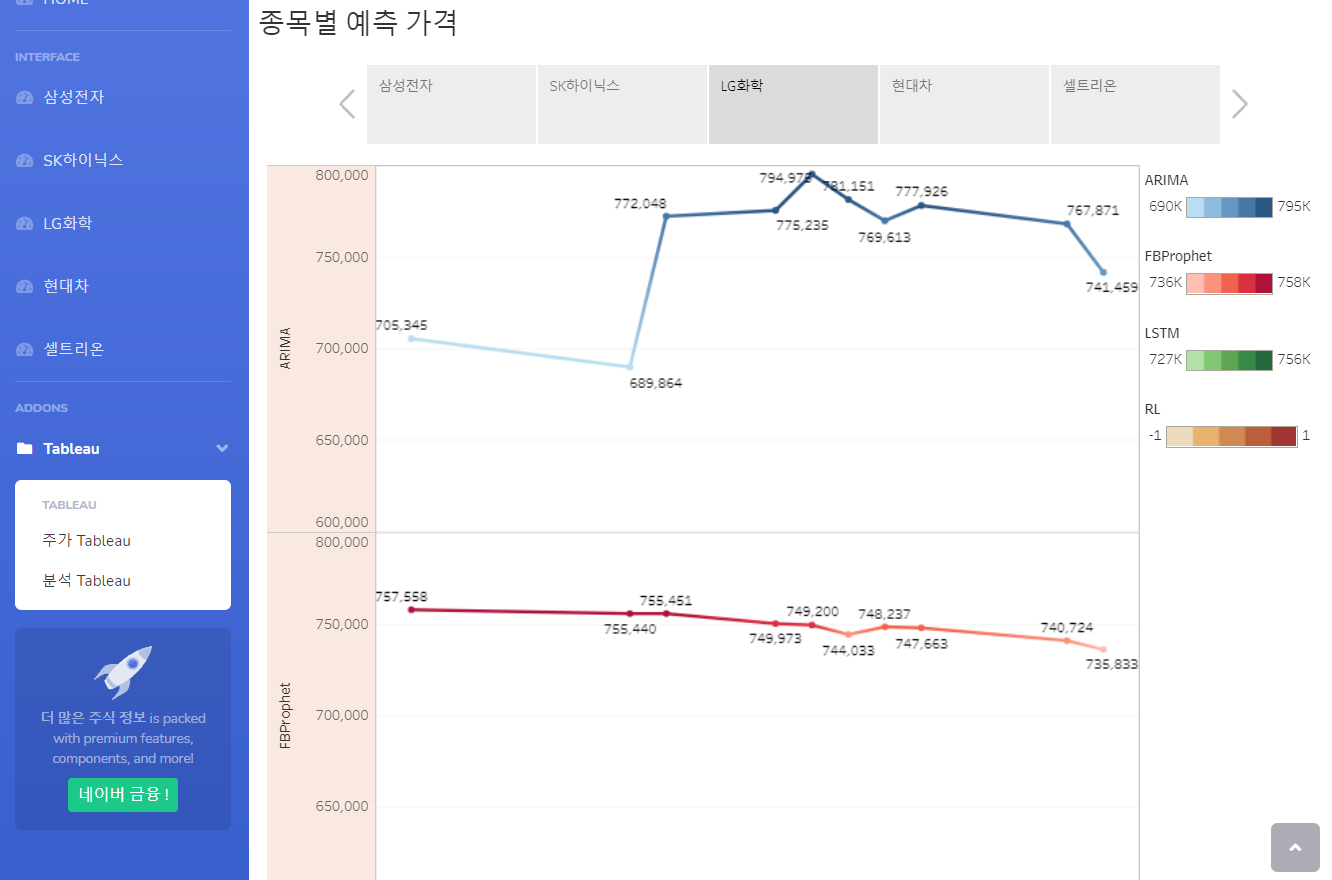 HOME
INTERFACE
삼성전자
SK하이닉스
LG화학
현대차
셀트리온
ADDONS
Tableau
TABLEAU
주가 Tableau
분석 Tableau
더 많은 주식 정보 is packed
with premium features,
components, and more!
네이버 금융 !
종목별 예측 가격
삼성전자
SK하이닉스
LG화학
현대차
셀트리온
800,000
750,000
700,000
650,000
600,000
ARIMA
705,345
689,864
772,048
775,235
794,978
781,151
769,613
777,926
767,871
741,459
800,000
750,000
700,000
650,000
FBProphet
757,558
755,440
755,451
749,973
749,200
744,033
748,237
747,663
740,724
735,833
ARIMA
690K 795K
FBProphet
736K 758K
LSTM
727K 756K
RL
-1 1